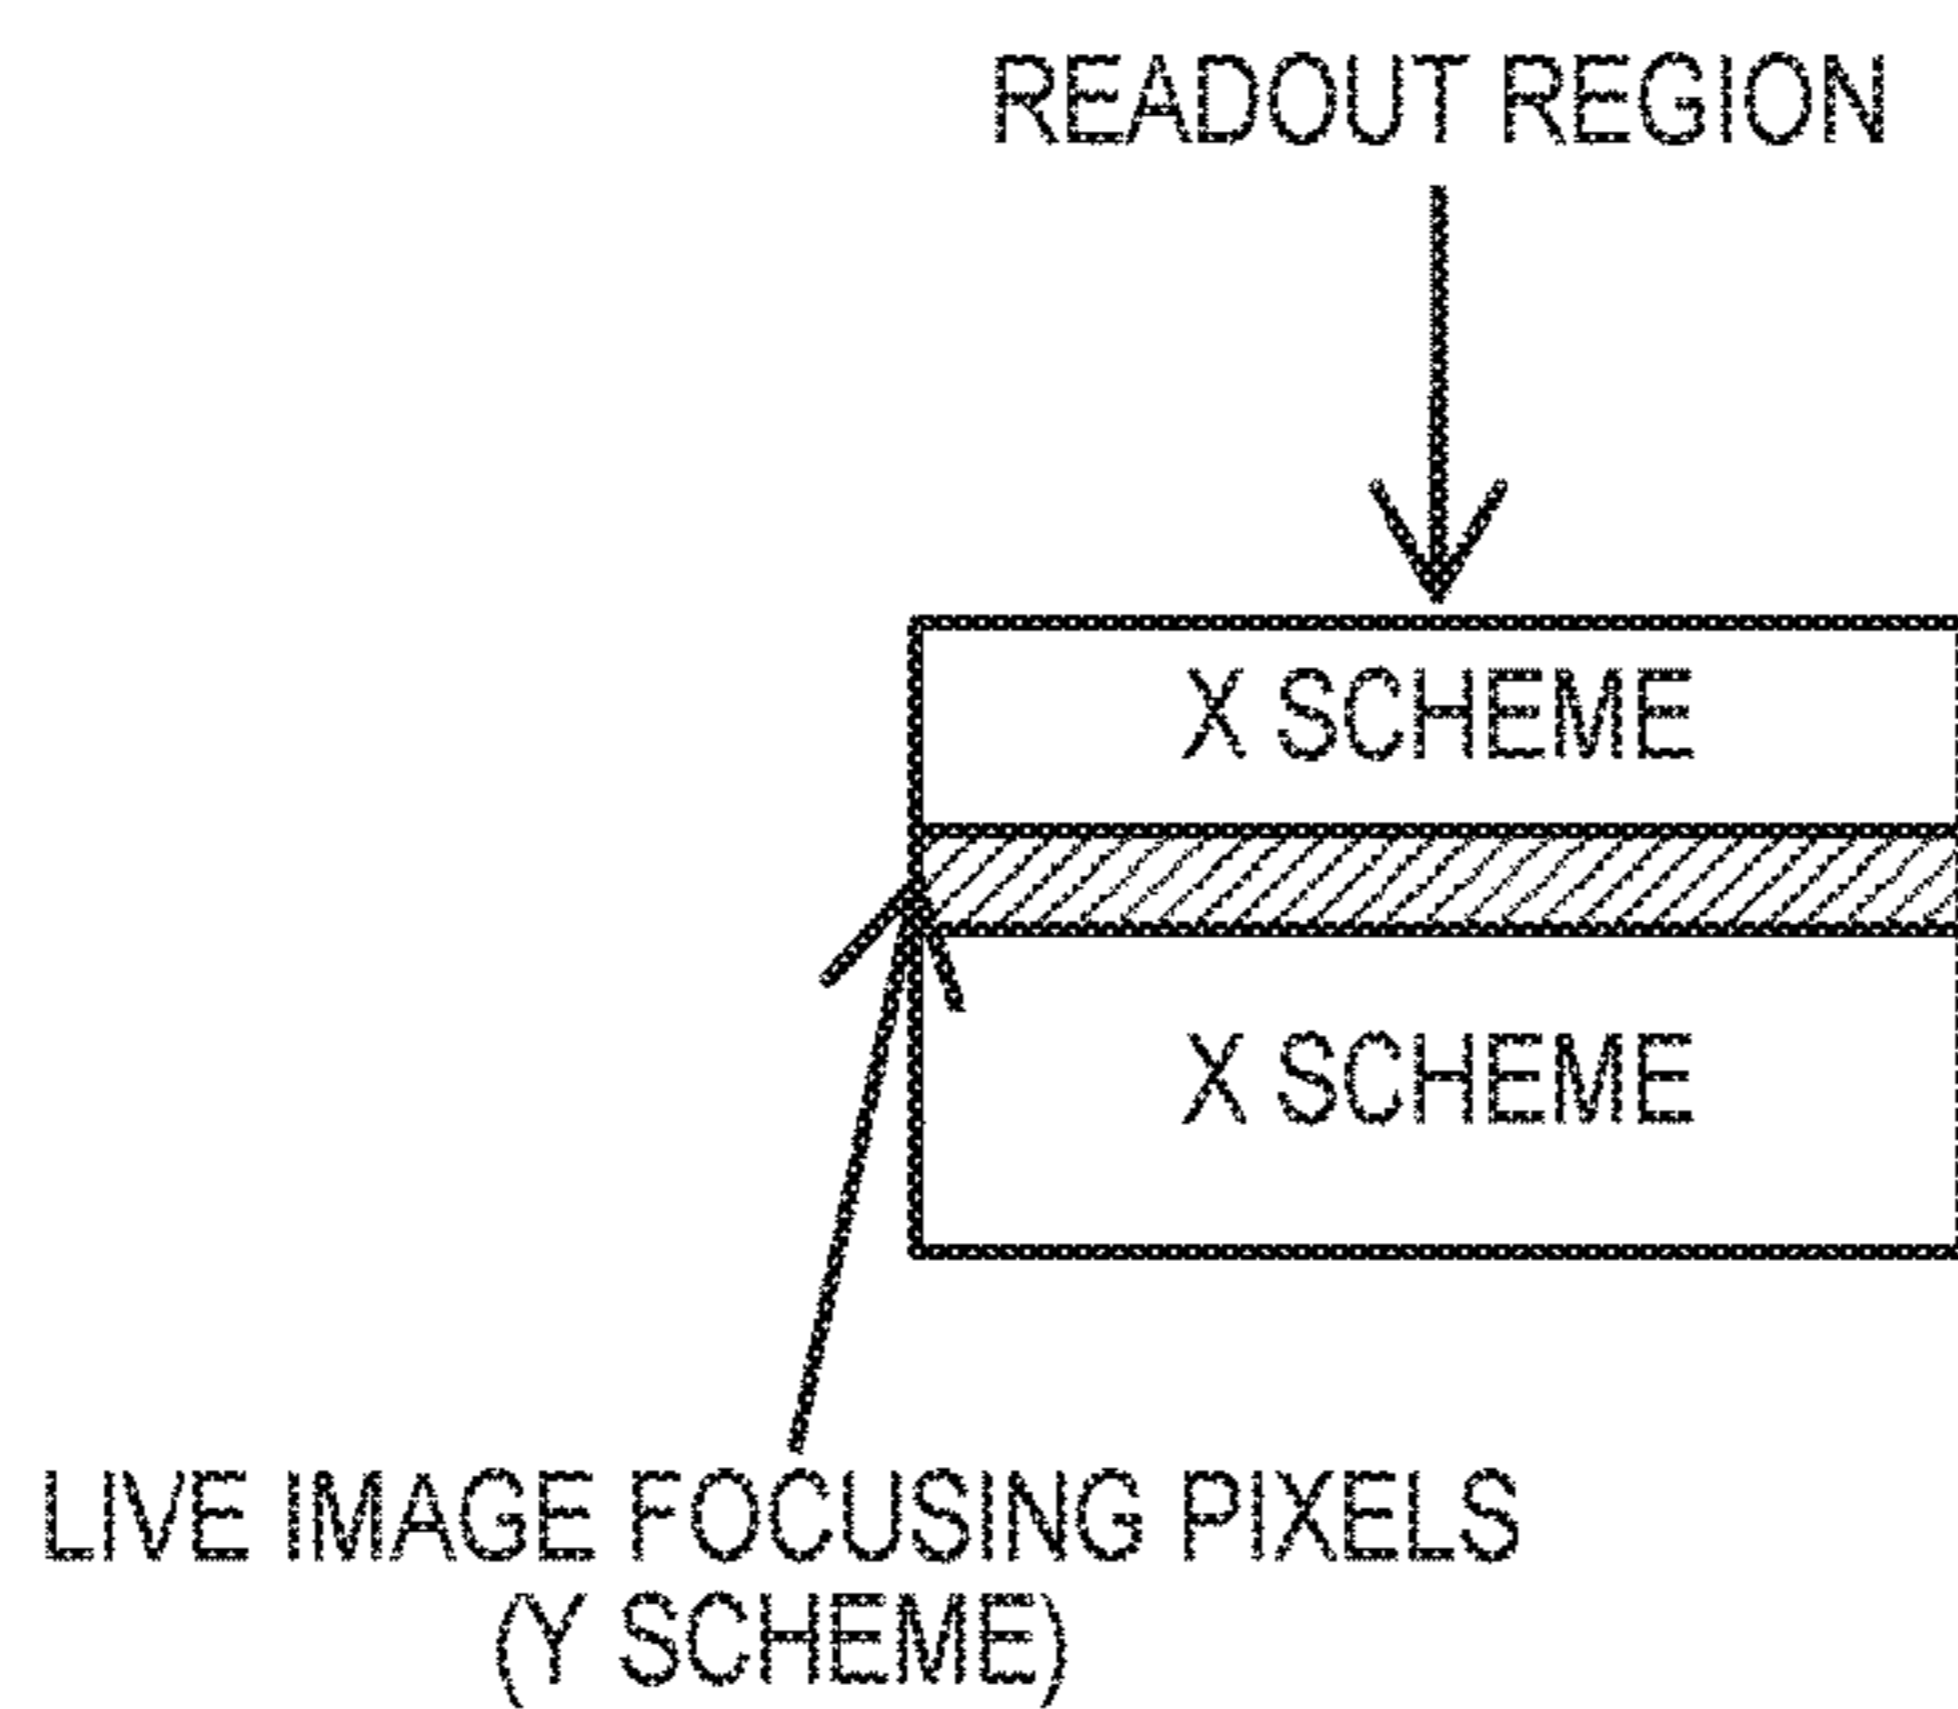 READOUT REGION
X SCHEME
X SCHEME
LIVE IMAGE FOCUSING PIXELS
(Y SCHEME)